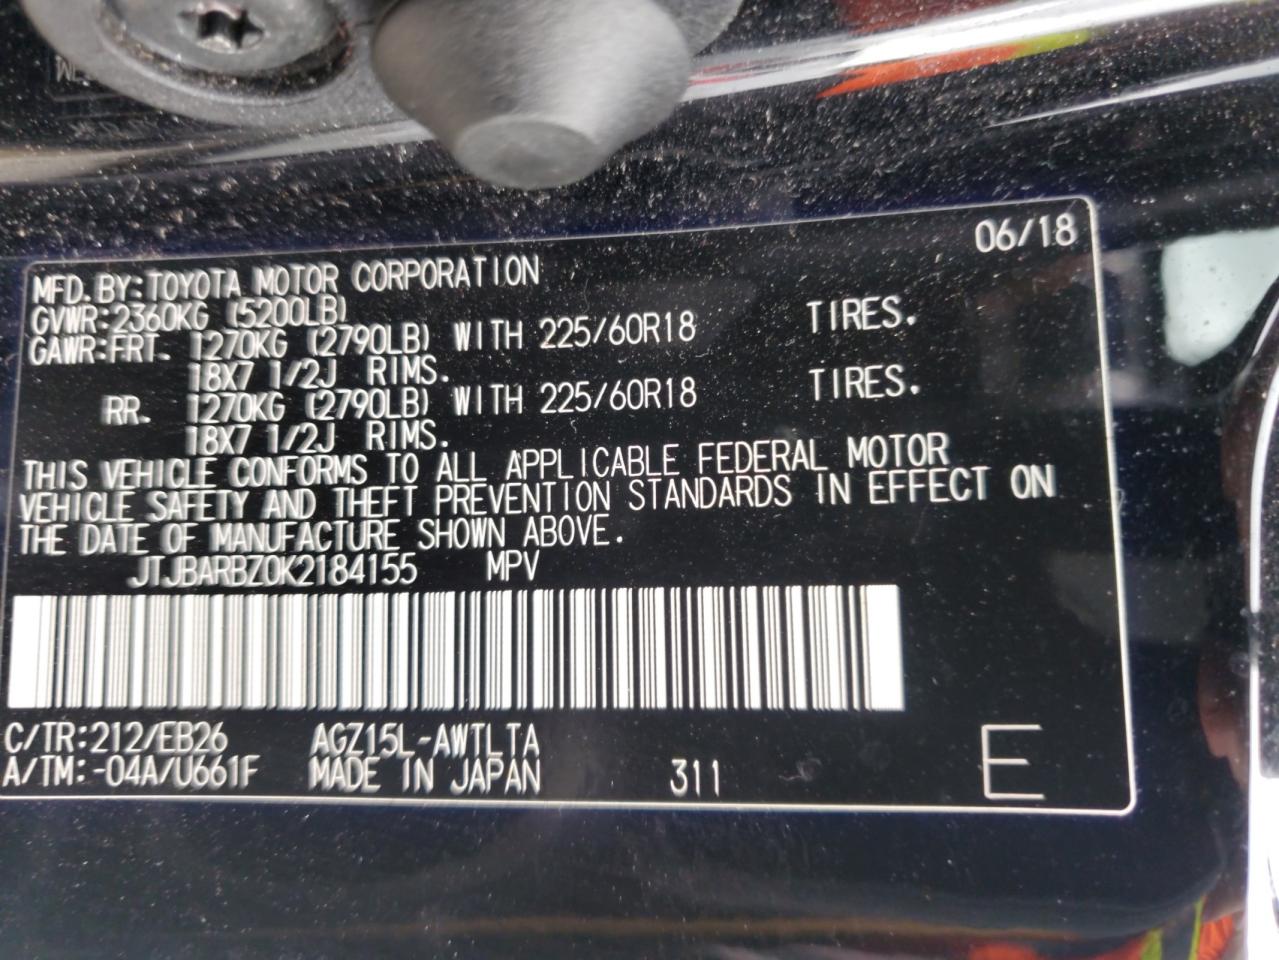 06/18
MFD. BY: TOYOTA MOTOR CORPORATION
GVWR: 2360KG (5200LB)
GAWR: FRT. 1270KG (2790LB) WITH 225/60R18 TIRES.
18X7 1/2J RIMS.
RR. 1270KG (2790LB) WITH 225/60R18 TIRES.
18X7 1/2J RIMS.
THIS VEHICLE CONFORMS TO ALL APPLICABLE FEDERAL MOTOR
VEHICLE SAFETY AND THEFT PREVENTION STANDARDS IN EFFECT ON
THE DATE OF MANUFACTURE SHOWN ABOVE.
JTJBARBZ0K2184155 MPV
C/TR: 212/EB26 AGZ15L-AWTLTA
A/TM: -04A/U661F MADE IN JAPAN 311 E